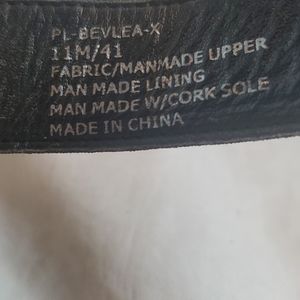 PL-BEVLEA-X
11M/41
FABRIC/MANMADE UPPER
MAN MADE LINING
MAN MADE W/CORK SOLE
MADE IN CHINA